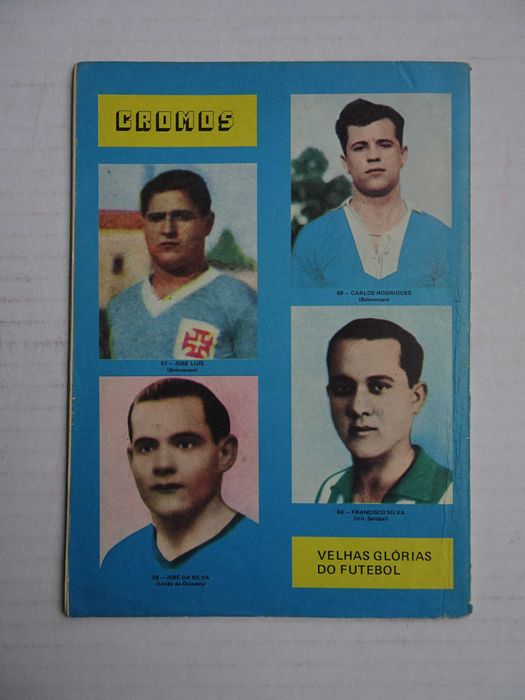 CROMOS
69 – CARLOS RODRIGUES
(Belenenses)
67 – JOSÉ LUÍS
(Belenenses)
68 – FRANCISCO SILVA
(Vit. Setúbal)
58 – JOSÉ DA SILVA
(União de Coimbra)
VELHAS GLÓRIAS
DO FUTEBOL